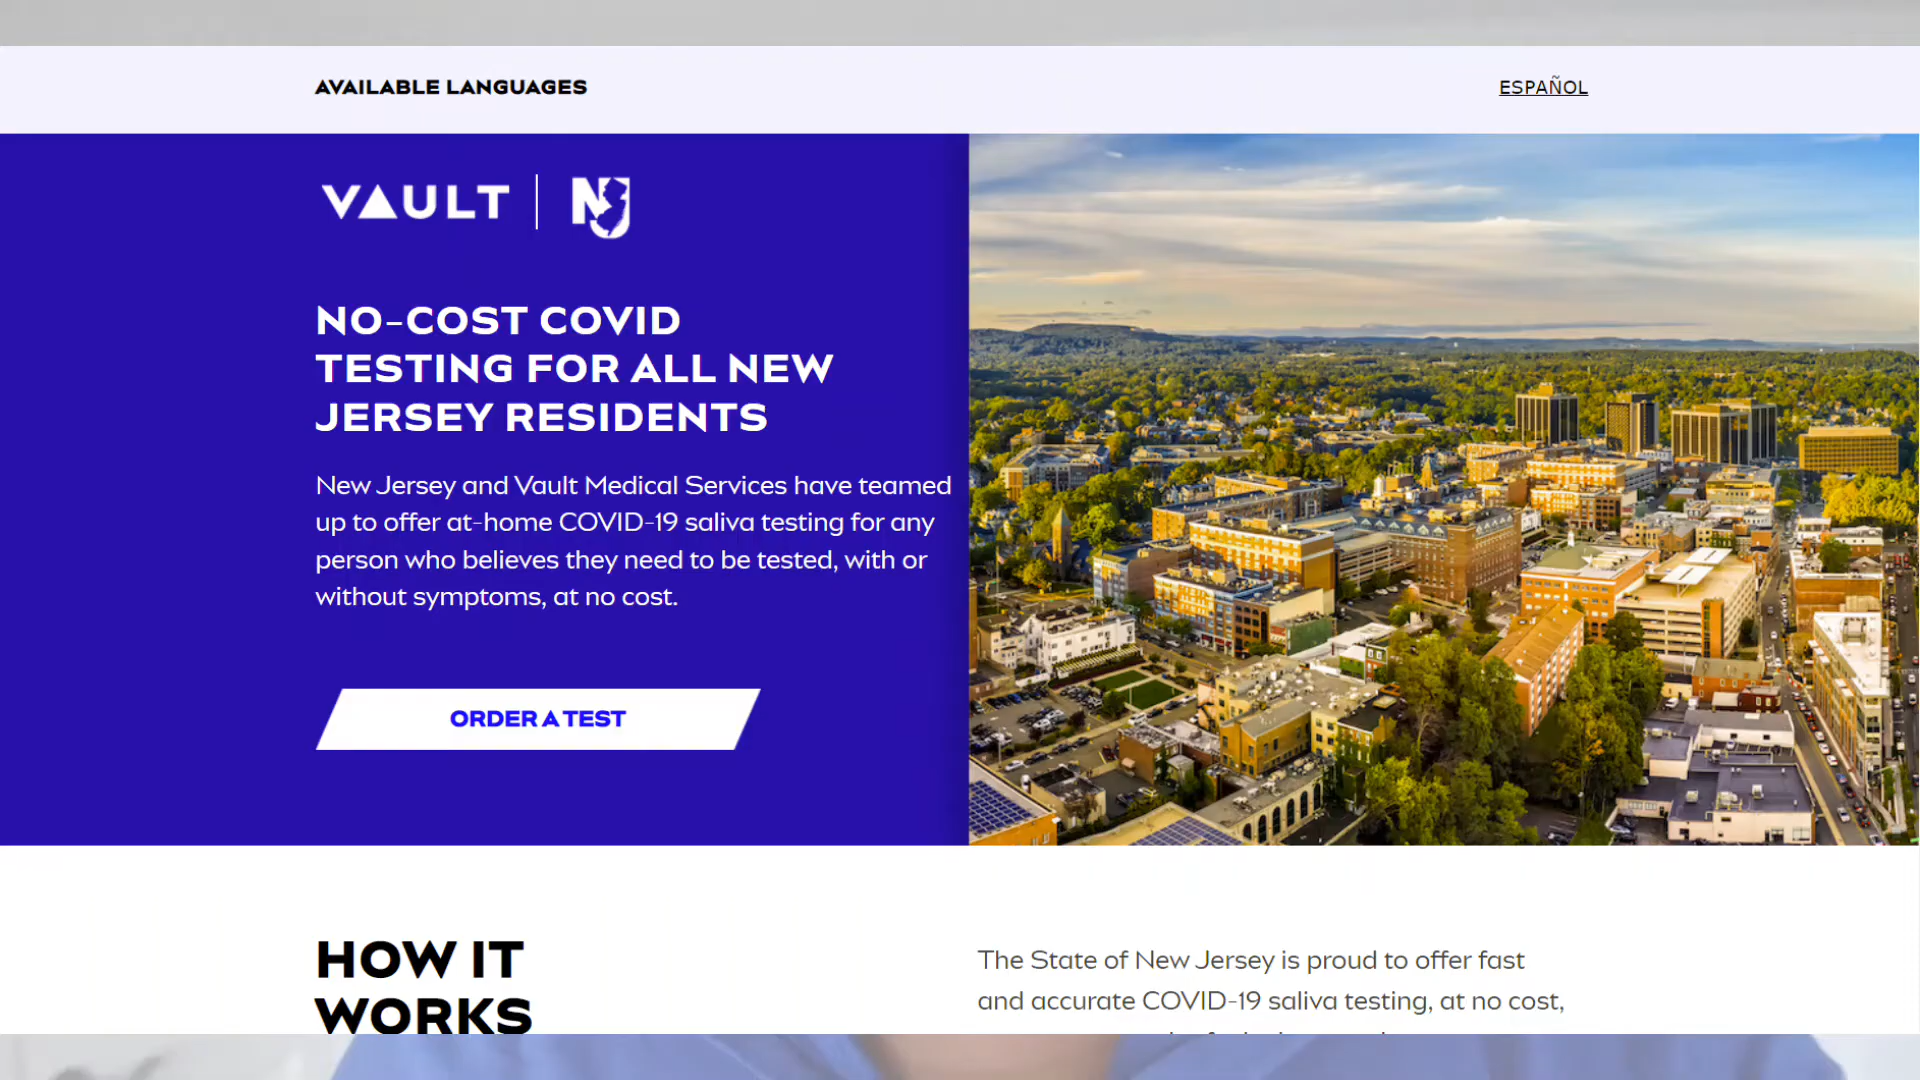 AVAILABLE LANGUAGES
ESPAÑOL
VAULT
NJ
NO-COST COVID
TESTING FOR ALL NEW
JERSEY RESIDENTS
New Jersey and Vault Medical Services have teamed
up to offer at-home COVID-19 saliva testing for any
person who believes they need to be tested, with or
without symptoms, at no cost.
ORDER A TEST
HOW IT
WORKS
The State of New Jersey is proud to offer fast
and accurate COVID-19 saliva testing, at no cost,